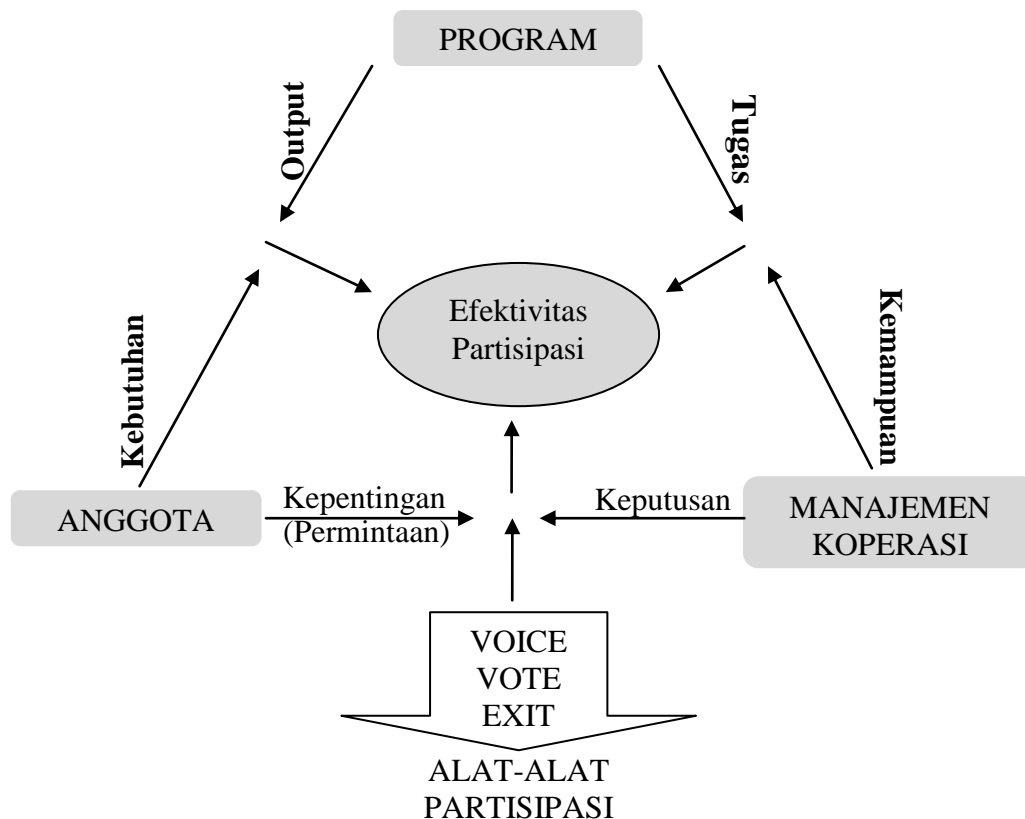 PROGRAM
Output
Tugas
Efektivitas
Partisipasi
Kebutuhan
Kemampuan
ANGGOTA
Kepentingan
(Permintaan)
Keputusan
MANAJEMEN
KOPERASI
VOICE
VOTE
EXIT
ALAT-ALAT
PARTISIPASI